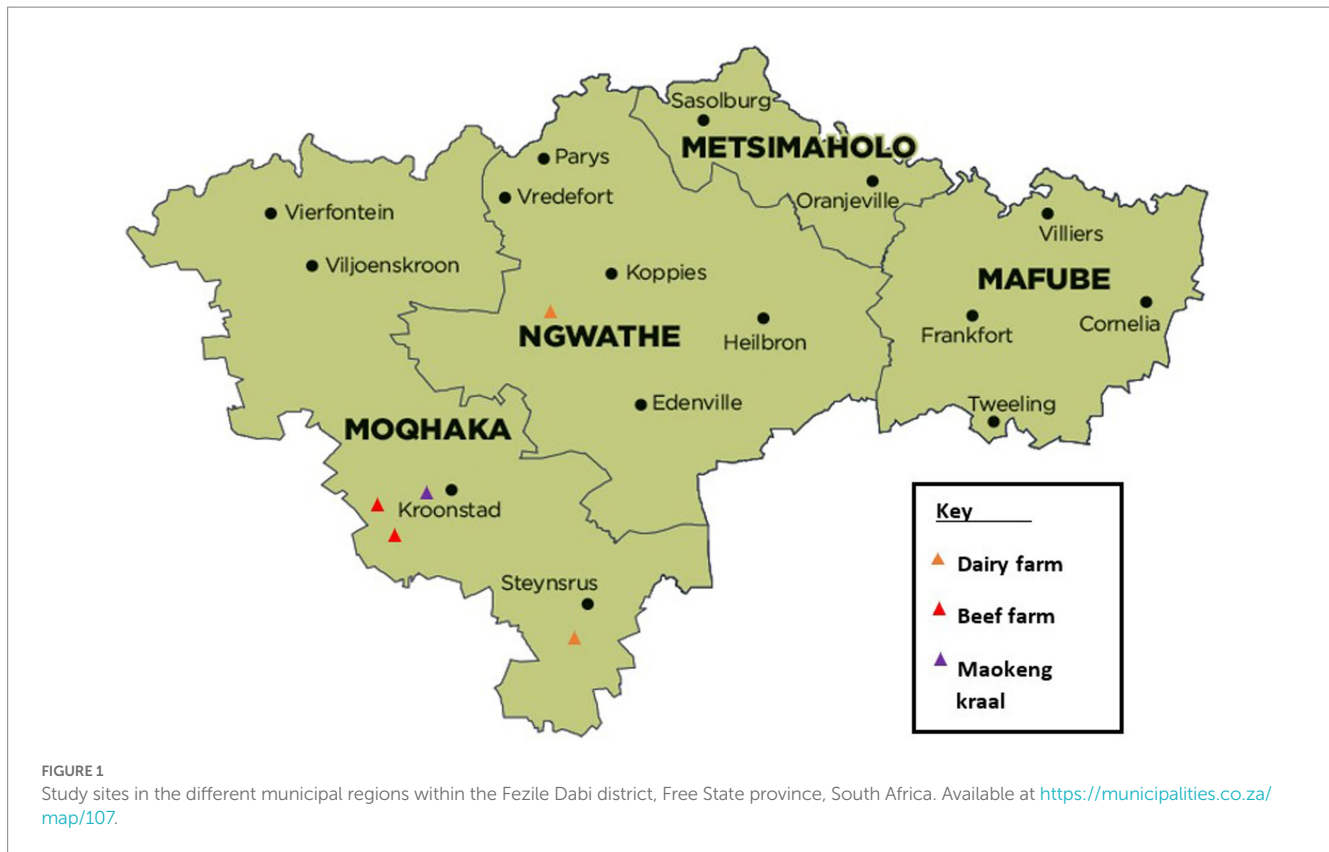 Sasolburg
METSIMAHOLO
Parys
Vredefort
Oranjeville
Vierfontein
Villiers
Viljoenskroon
Koppies
MAFUBE
Cornelia
NGWATHE
Heilbron
Frankfort
Edenville
Tweeling
MOQHAKA
Kroonstad
Steynsrus
Key
Dairy farm
Beef farm
Maokeng
kraal
FIGURE 1
Study sites in the different municipal regions within the Fezile Dabi district, Free State province, South Africa. Available at https://municipalities.co.za/
map/107.